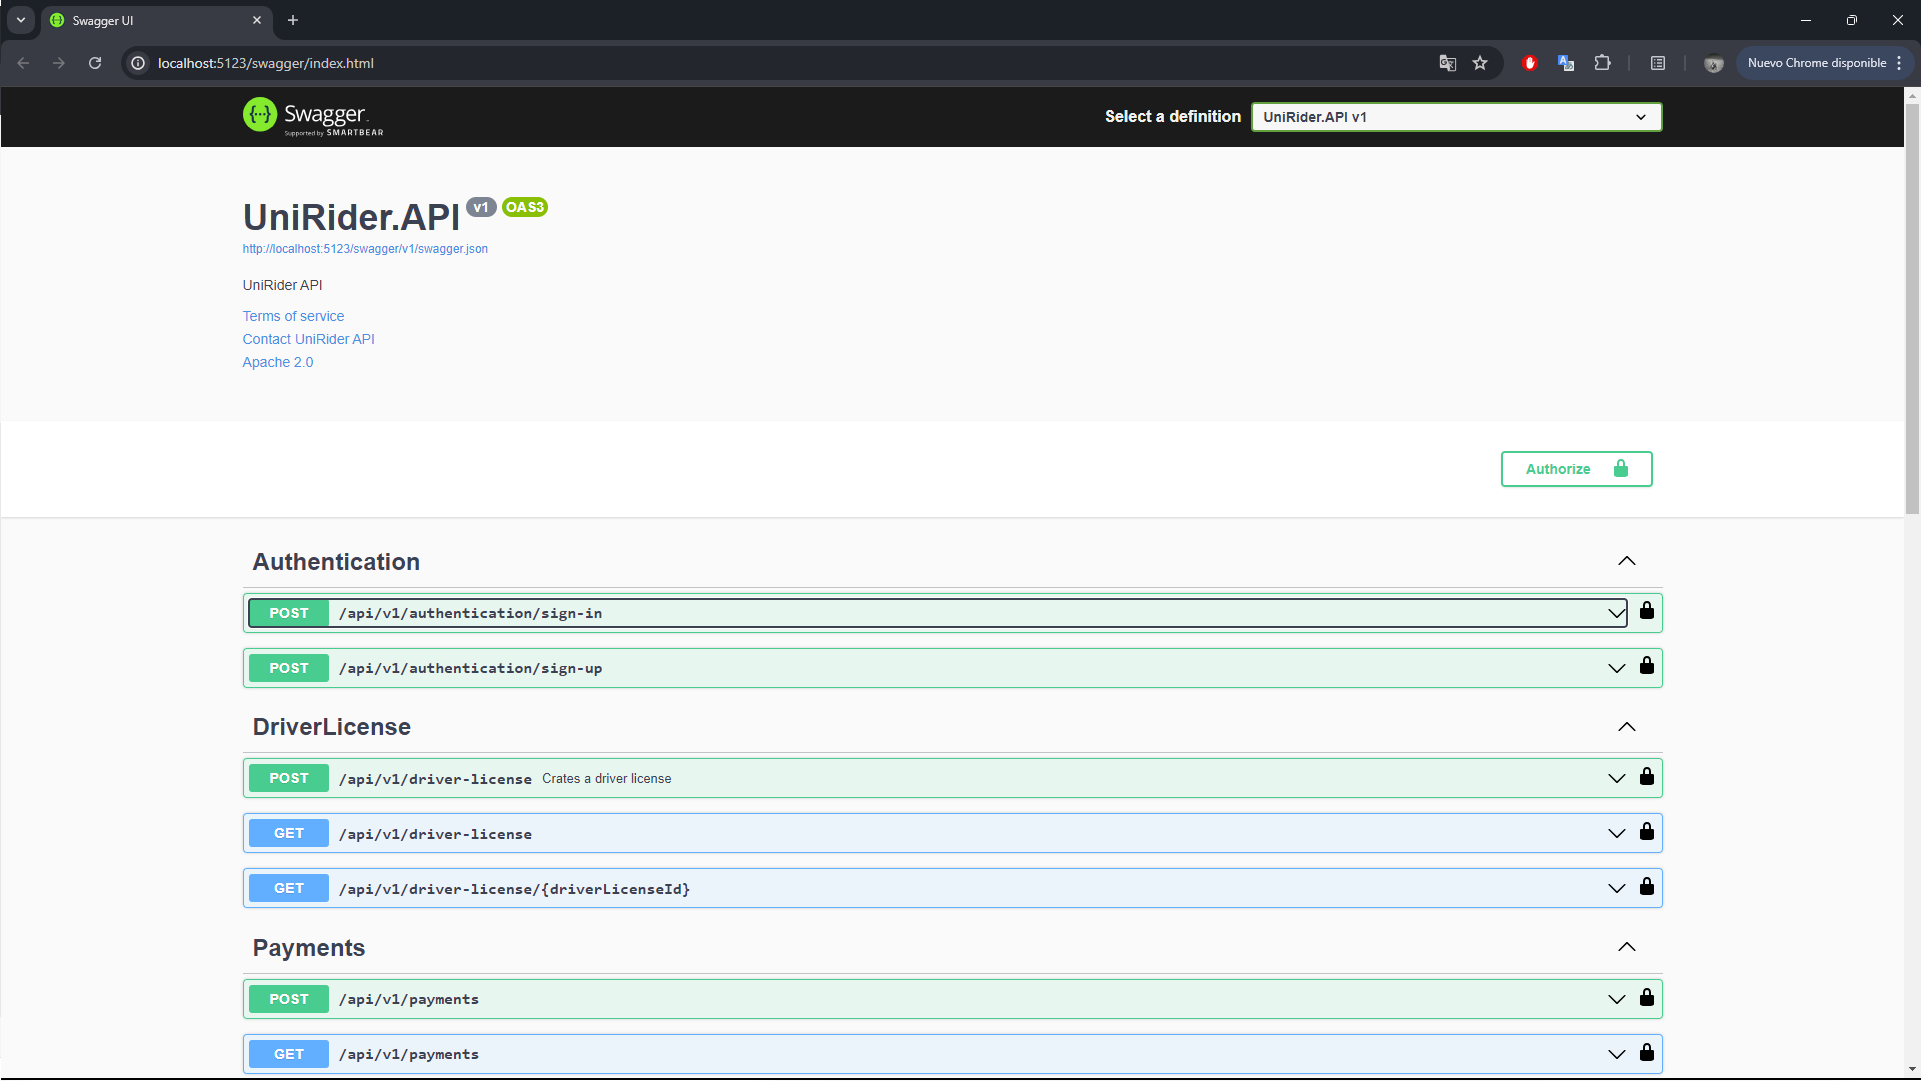 Swagger UI
localhost:5123/swagger/index.html
Nuevo Chrome disponible
Swagger
Supported by SMARTBEAR
Select a definition
UniRider.API v1
UniRider.API v1 OAS3
http://localhost:5123/swagger/v1/swagger.json
UniRider API
Terms of service
Contact UniRider API
Apache 2.0
Authorize
Authentication
POST /api/v1/authentication/sign-in
POST /api/v1/authentication/sign-up
DriverLicense
POST /api/v1/driver-license Crates a driver license
GET /api/v1/driver-license
GET /api/v1/driver-license/{driverLicenseId}
Payments
POST /api/v1/payments
GET /api/v1/payments